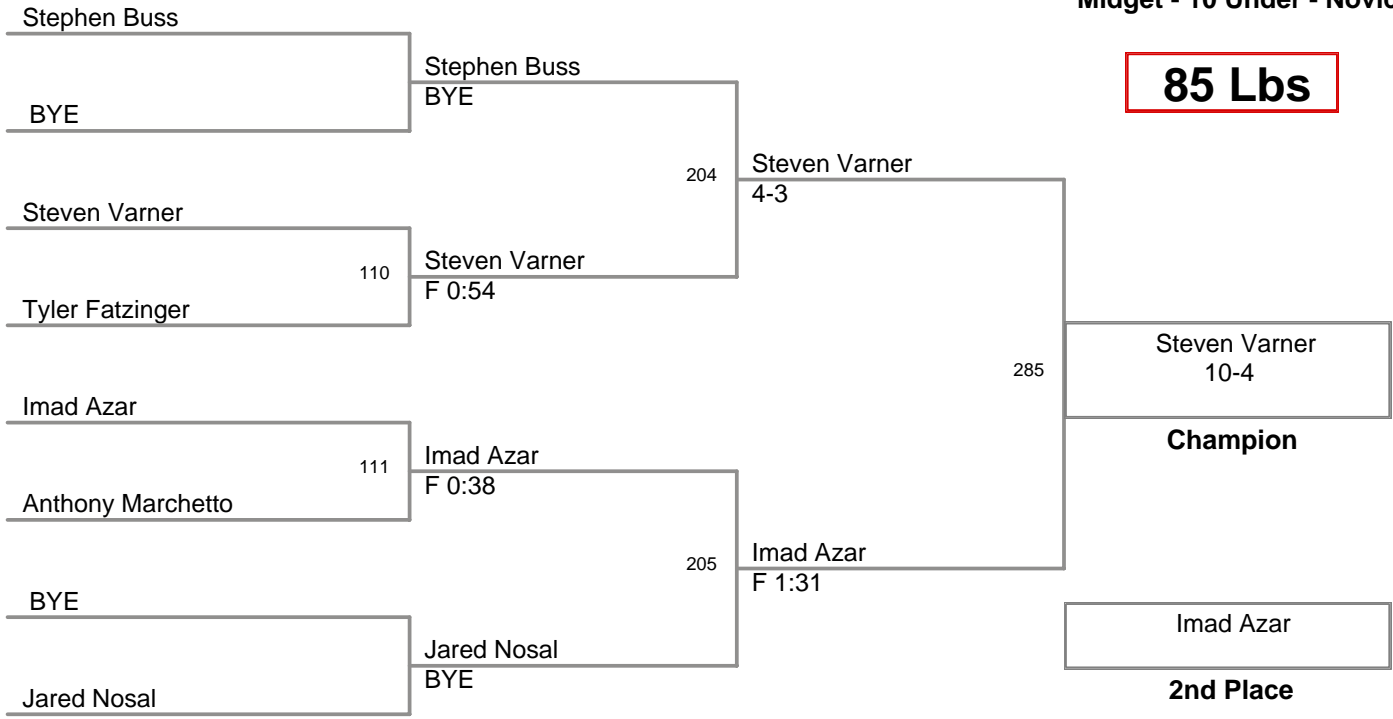 Midget - 10 Under - Novic
85 Lbs
Stephen Buss
BYE
Stephen Buss
BYE
204
Steven Varner
4-3
Steven Varner
110
Tyler Fatzinger
Steven Varner
F 0:54
285
Steven Varner
10-4
Champion
Imad Azar
111
Anthony Marchetto
Imad Azar
F 0:38
205
Imad Azar
F 1:31
BYE
Jared Nosal
Jared Nosal
BYE
Imad Azar
2nd Place